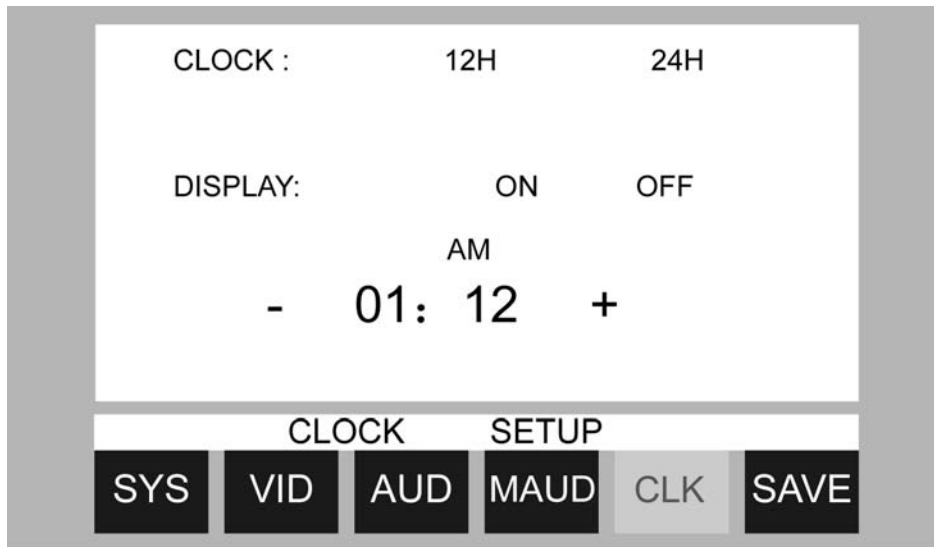 CLOCK : 12H 24H
DISPLAY: ON OFF
AM
- 01: 12 +
CLOCK SETUP
SYS VID AUD MAUD CLK SAVE